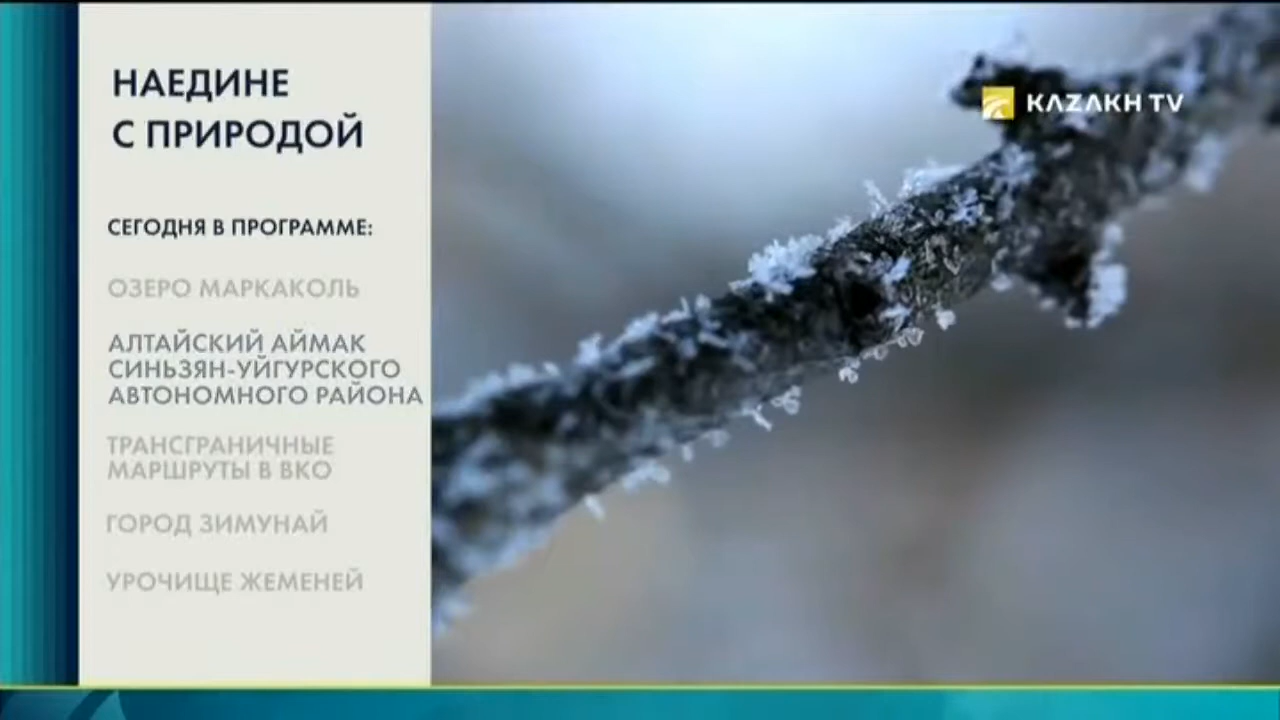 НАЕДИНЕ
С ПРИРОДОЙ
KAZAKH TV
СЕГОДНЯ В ПРОГРАММЕ:
ОЗЕРО МАРКАКОЛЬ
АЛТАЙСКИЙ АЙМАК
СИНЬЗЯН-УЙГУРСКОГО
АВТОНОМНОГО РАЙОНА
ТРАНСГРАНИЧНЫЕ
МАРШРУТЫ В ВКО
ГОРОД ЗИМУНАЙ
УРОЧИЩЕ ЖЕМЕНЕЙ